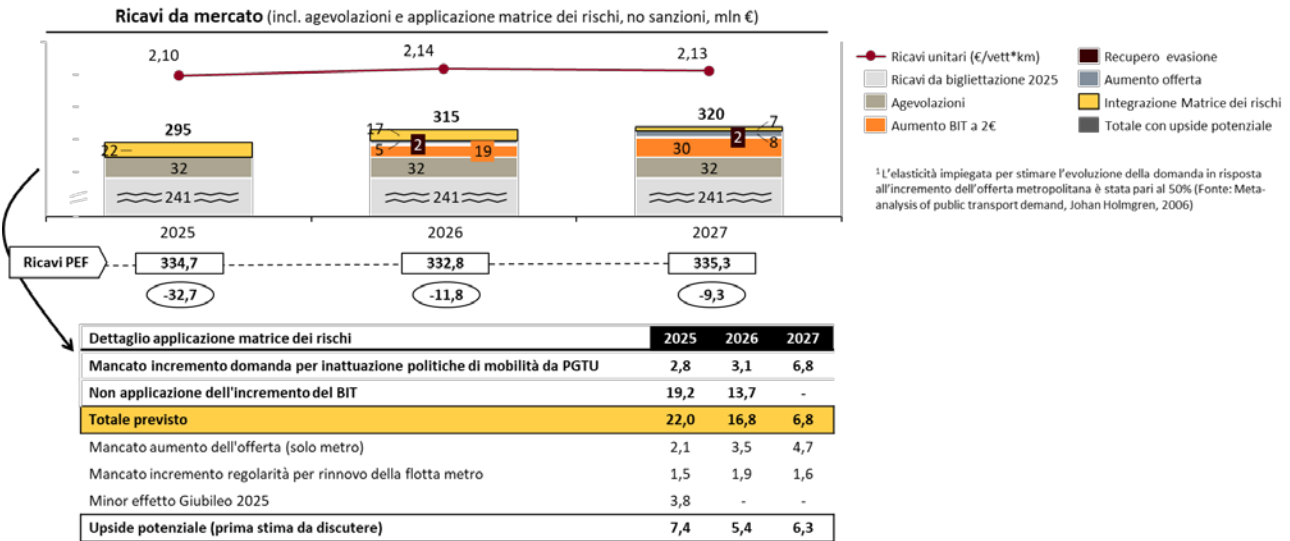 Ricavi da mercato (incl. agevolazioni e applicazione matrice dei rischi, no sanzioni, mln €)
2,10 2,14 2,13
295 315 320
22 17 5 2 19 7 2 8 30
32 32 32
241 241 241
2025 2026 2027
Ricavi PEF 334,7 332,8 335,3
-32,7 -11,8 -9,3
Ricavi unitari (€/vett*km) Recupero evasione
Ricavi da bigliettazione 2025 Aumento offerta
Agevolazioni Integrazione Matrice dei rischi
Aumento BIT a 2€ Totale con upside potenziale
1 L'elasticità impiegata per stimare l'evoluzione della domanda in risposta
all'incremento dell'offerta metropolitana è stata pari al 50% (Fonte: Meta-
analysis of public transport demand, Johan Holmgren, 2006)
Dettaglio applicazione matrice dei rischi 2025 2026 2027
Mancato incremento domanda per inattuazione politiche di mobilità da PGTU 2,8 3,1 6,8
Non applicazione dell'incremento del BIT 19,2 13,7 -
Totale previsto 22,0 16,8 6,8
Mancato aumento dell'offerta (solo metro) 2,1 3,5 4,7
Mancato incremento regolarità per rinnovo della flotta metro 1,5 1,9 1,6
Minor effetto Giubileo 2025 3,8 - -
Upside potenziale (prima stima da discutere) 7,4 5,4 6,3